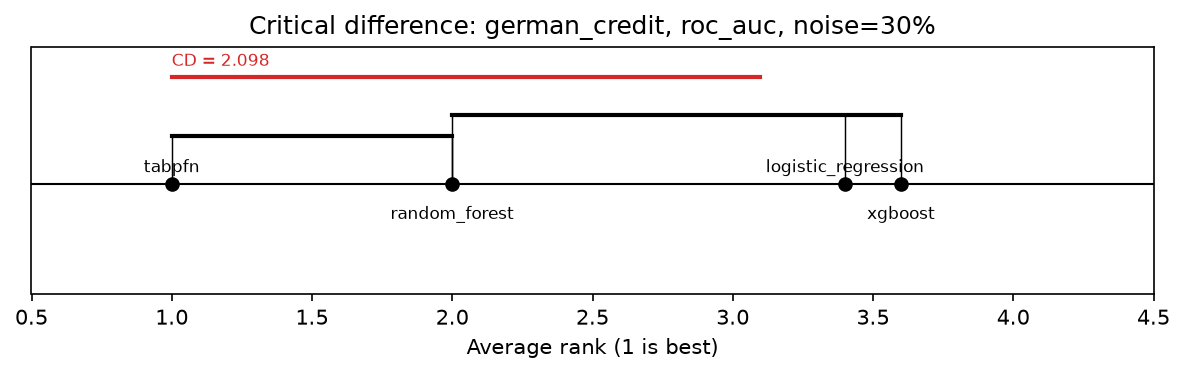 Critical difference: german_credit, roc_auc, noise=30%
CD = 2.098
tabpfn
logistic_regression
random_forest
xgboost
0.5 1.0 1.5 2.0 2.5 3.0 3.5 4.0 4.5
Average rank (1 is best)